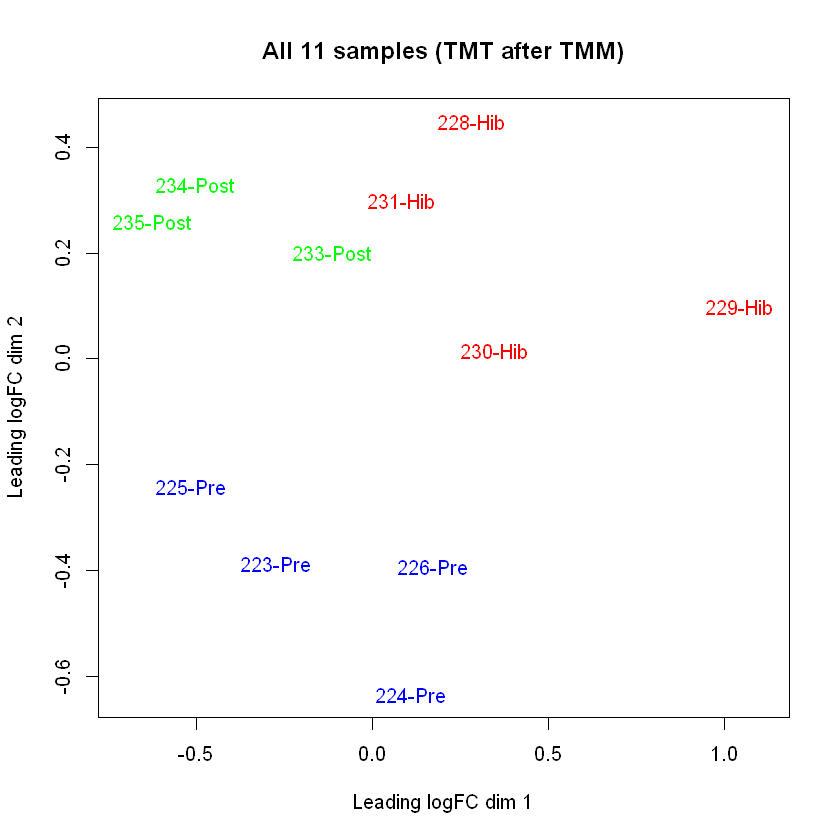 All 11 samples (TMT after TMM)
228-Hib
234-Post
231-Hib
235-Post
233-Post
229-Hib
230-Hib
225-Pre
223-Pre
226-Pre
224-Pre
Leading logFC dim 2
0.4
0.2
0.0
-0.2
-0.4
-0.6
-0.5
0.0
0.5
1.0
Leading logFC dim 1